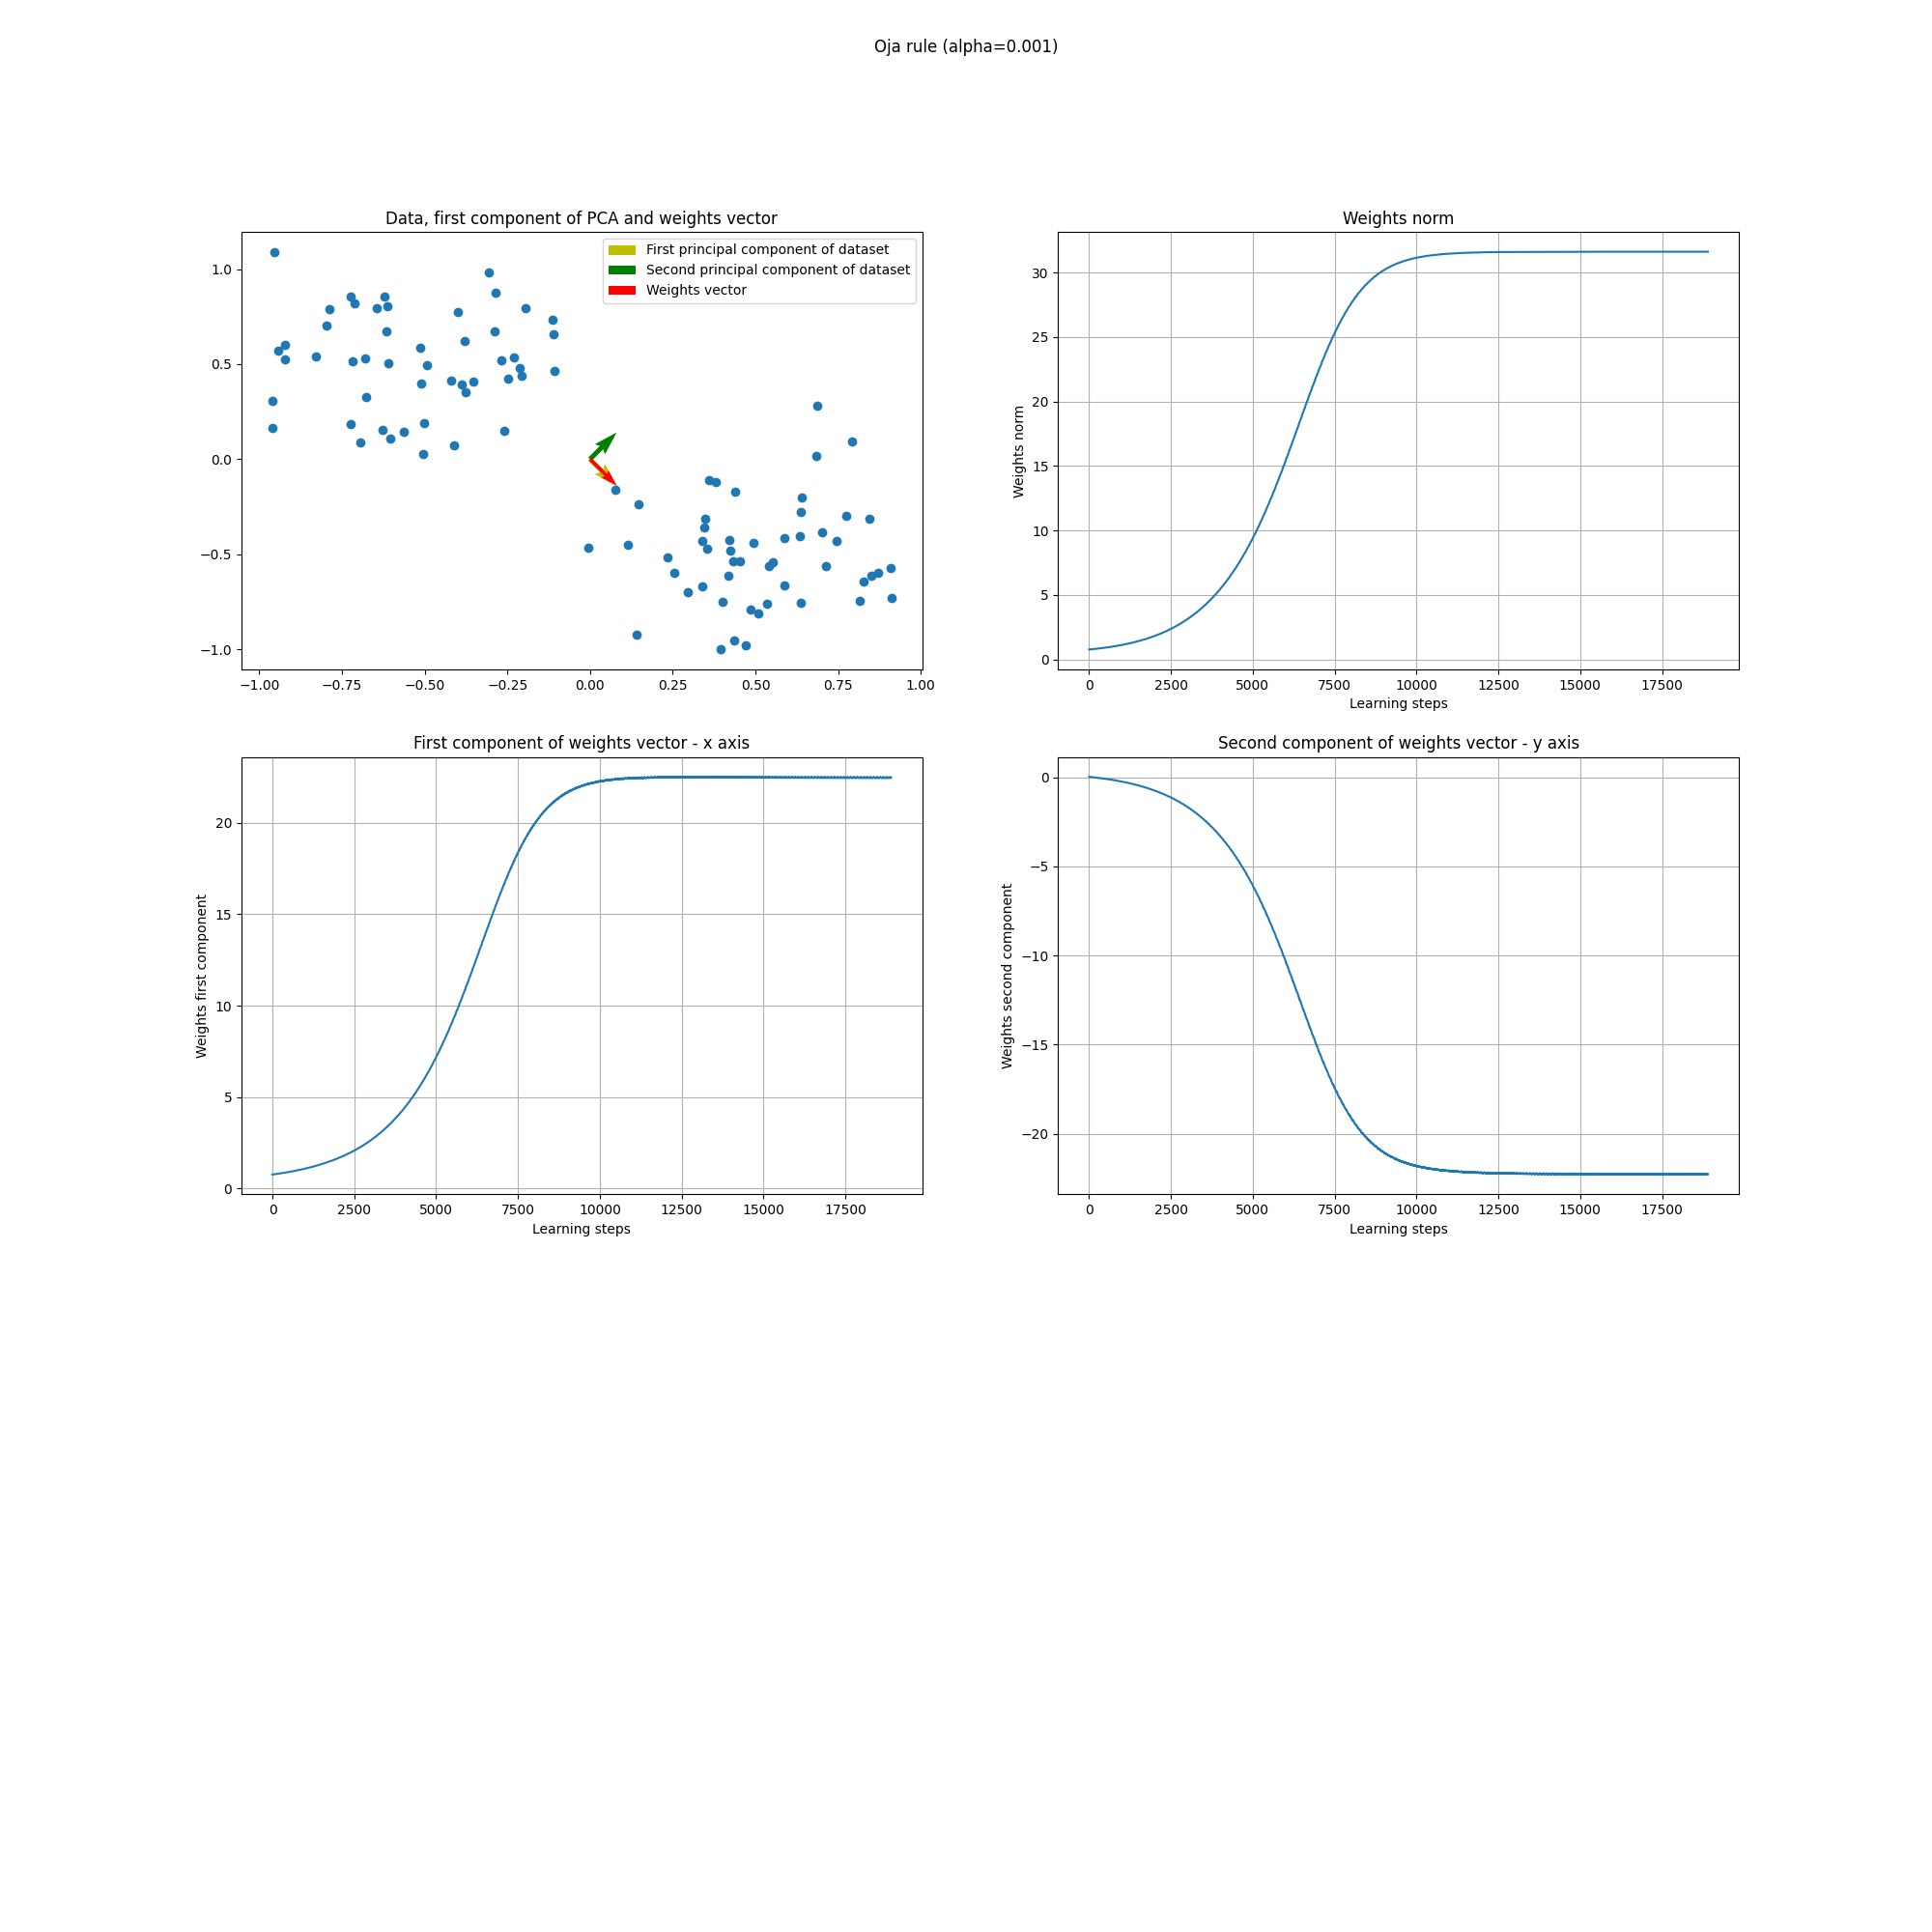 Oja rule (alpha=0.001)
Data, first component of PCA and weights vector
First principal component of dataset
Second principal component of dataset
Weights vector
1.0
0.5
0.0
−0.5
−1.0
−1.00 −0.75 −0.50 −0.25 0.00 0.25 0.50 0.75 1.00
Weights norm
Weights norm
30
25
20
15
10
5
0
0 2500 5000 7500 10000 12500 15000 17500
Learning steps
First component of weights vector - x axis
Weights first component
20
15
10
5
0
0 2500 5000 7500 10000 12500 15000 17500
Learning steps
Second component of weights vector - y axis
Weights second component
0
−5
−10
−15
−20
0 2500 5000 7500 10000 12500 15000 17500
Learning steps